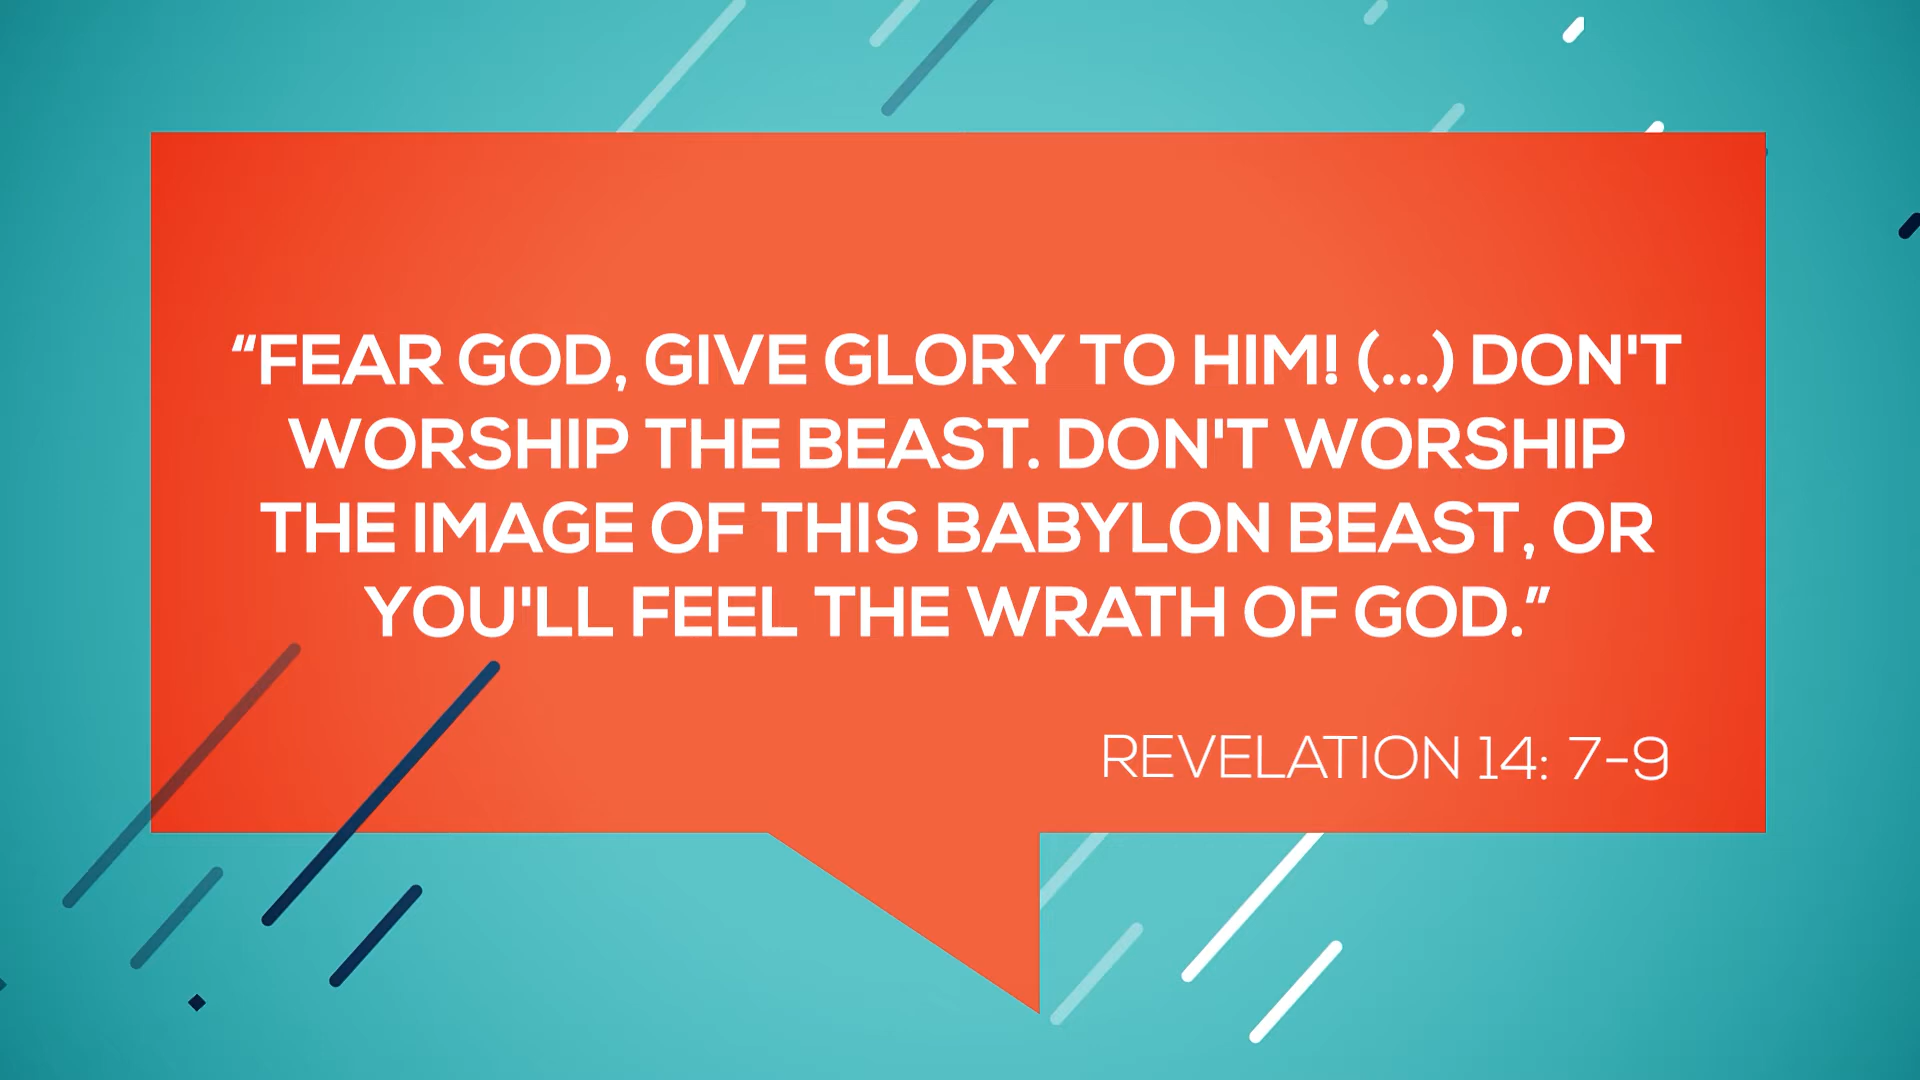 “FEAR GOD, GIVE GLORY TO HIM! (...) DON'T
WORSHIP THE BEAST. DON'T WORSHIP
THE IMAGE OF THIS BABYLON BEAST, OR
YOU'LL FEEL THE WRATH OF GOD.”
REVELATION 14: 7-9